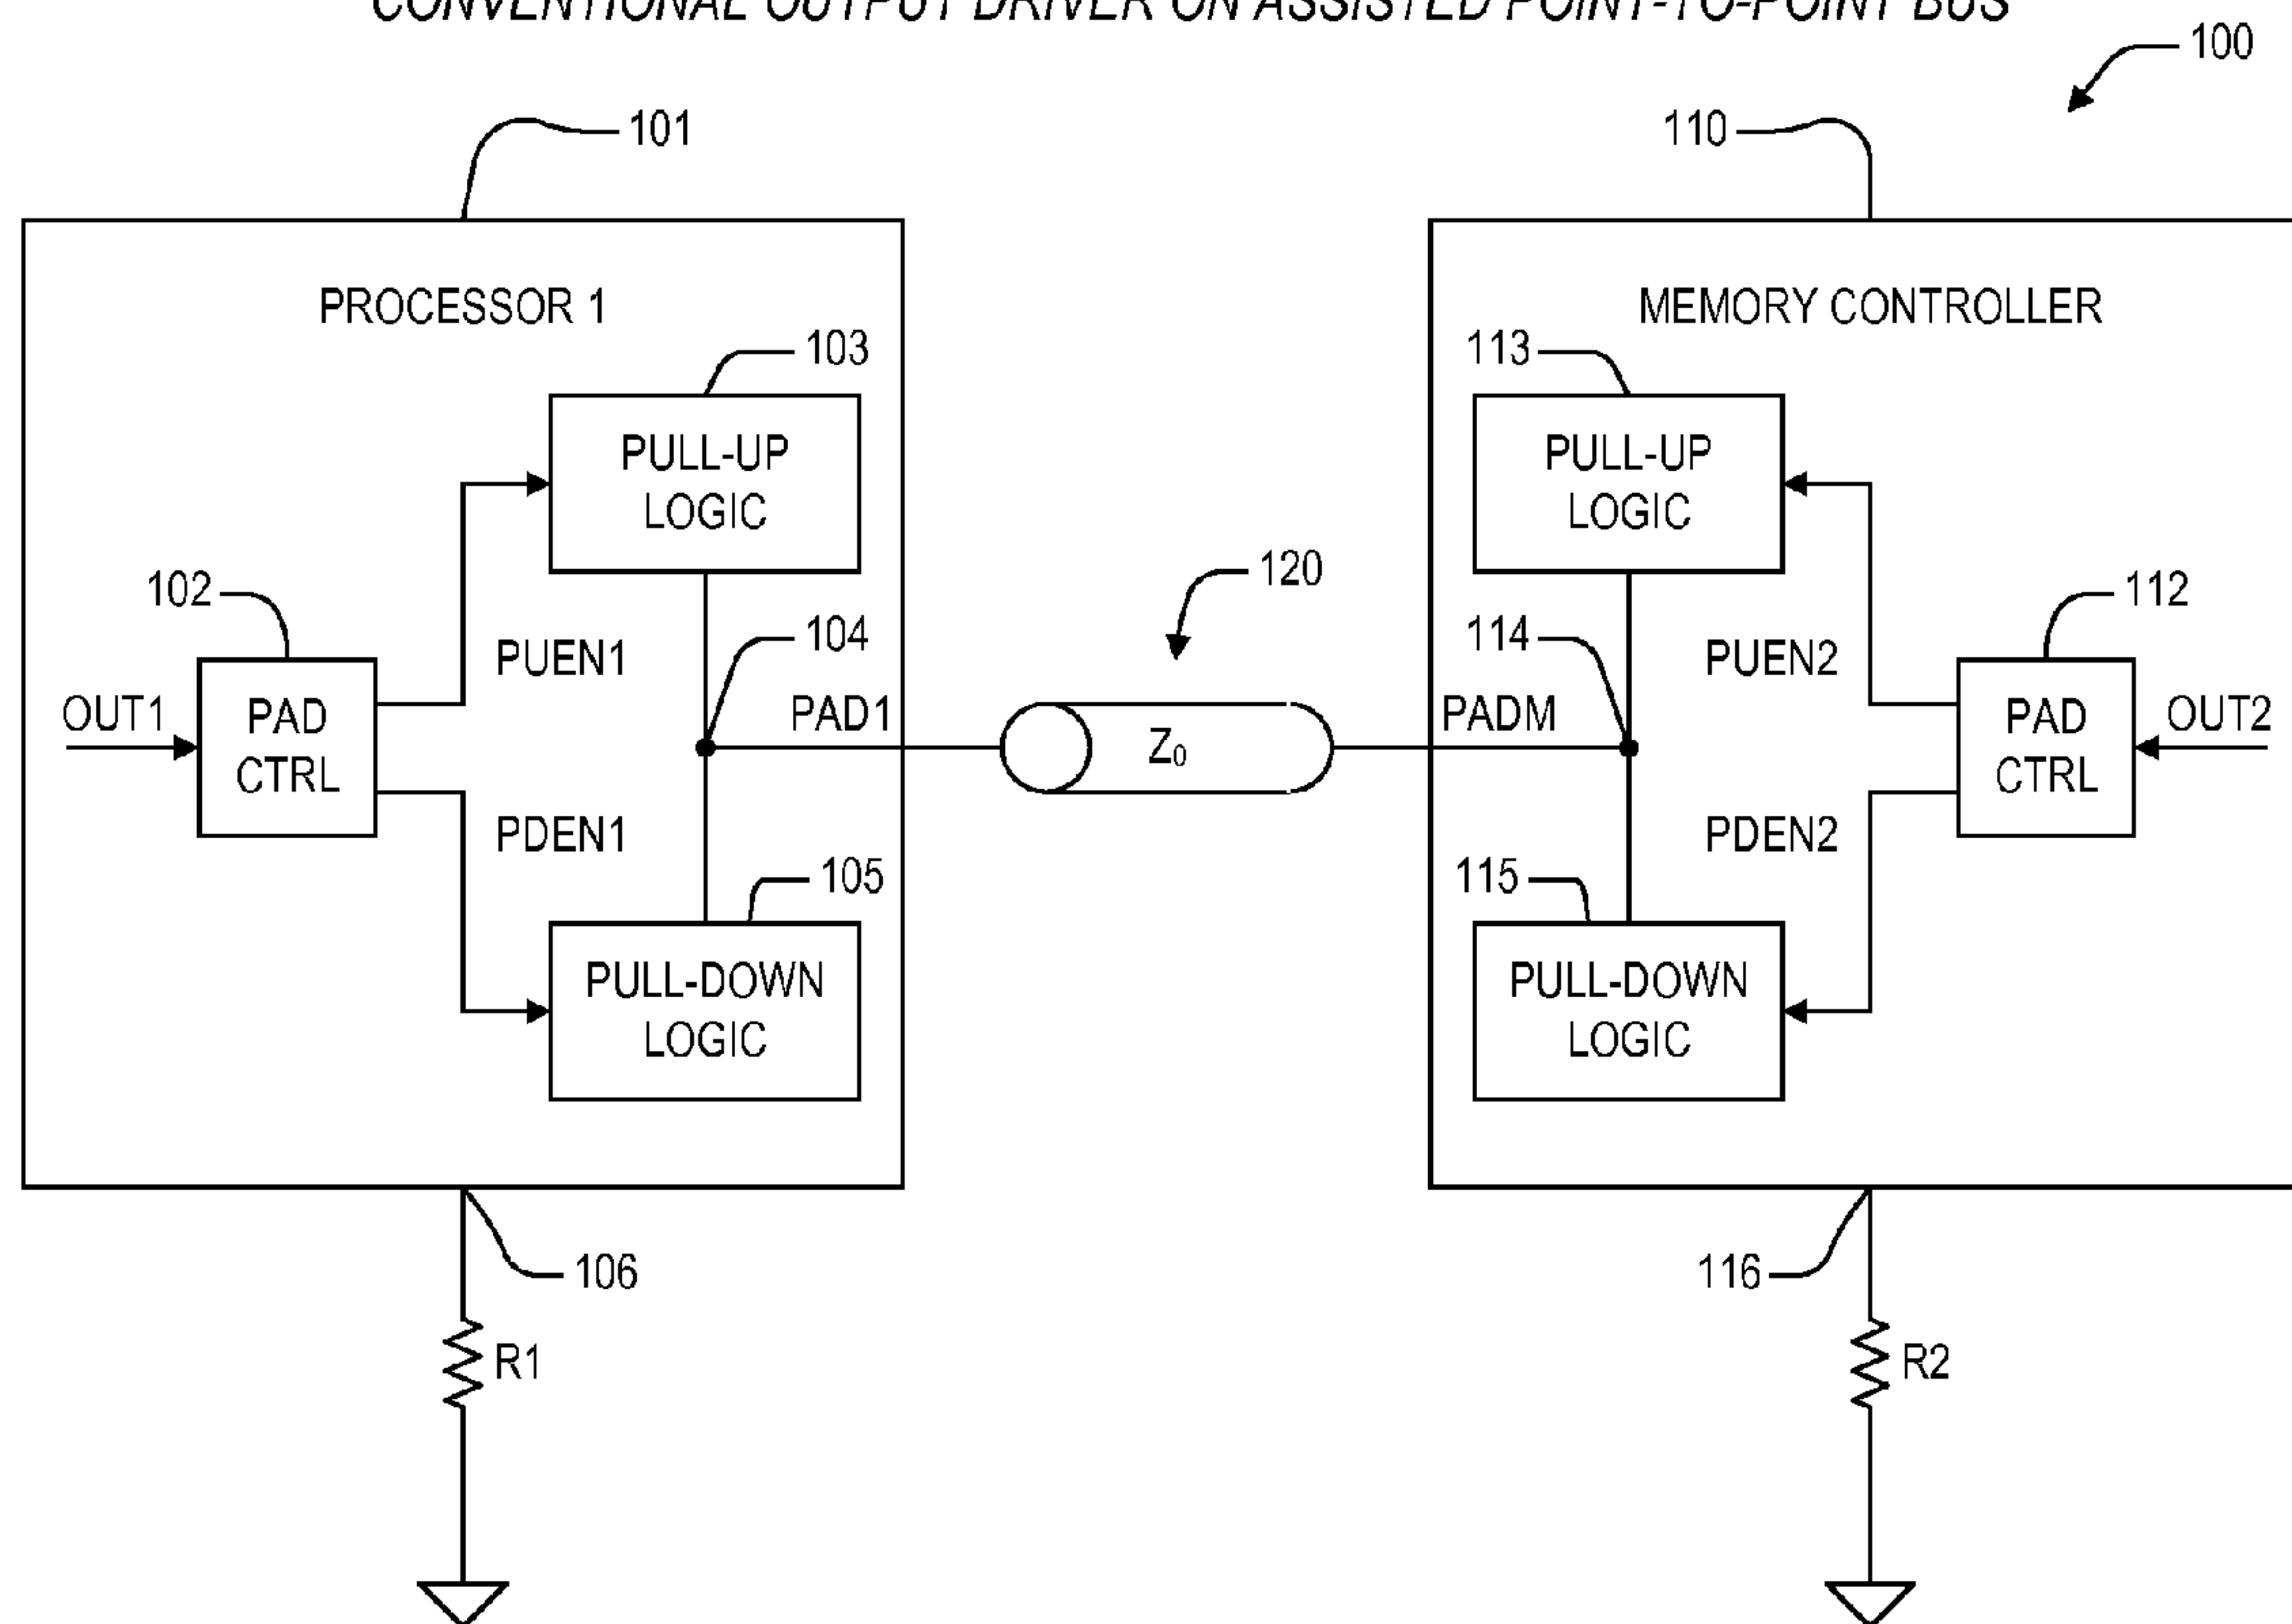 CONVENTIONAL OUTPUT DRIVER ON ASSISTED POINT-TO-POINT BUS
100
101
110
PROCESSOR 1
MEMORY CONTROLLER
103
113
PULL-UP
LOGIC
PULL-UP
LOGIC
120
102
104
114
112
PUEN1
PUEN2
OUT1
PAD
CTRL
PAD1
Z0
PADM
PAD
CTRL
OUT2
PDEN1
PDEN2
105
115
PULL-DOWN
LOGIC
PULL-DOWN
LOGIC
106
116
R1
R2